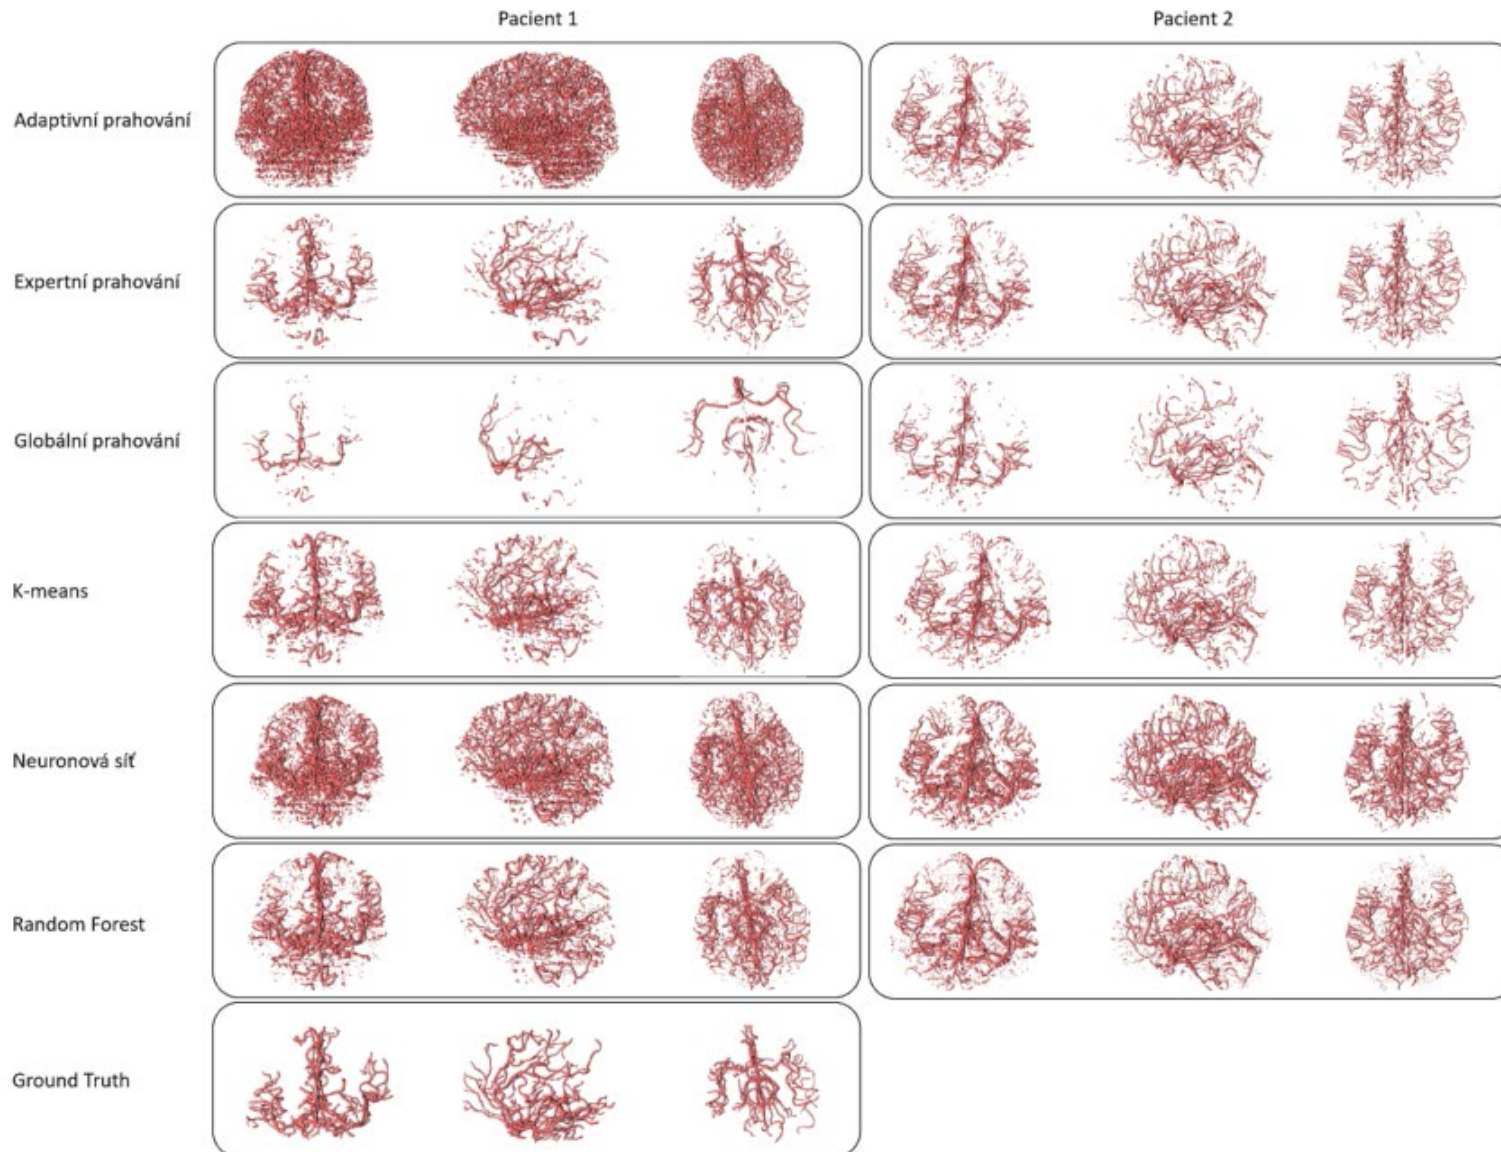 Pacient 1
Pacient 2
Adaptivní prahování
Expertní prahování
Globální prahování
K-means
Neuronová síť
Random Forest
Ground Truth